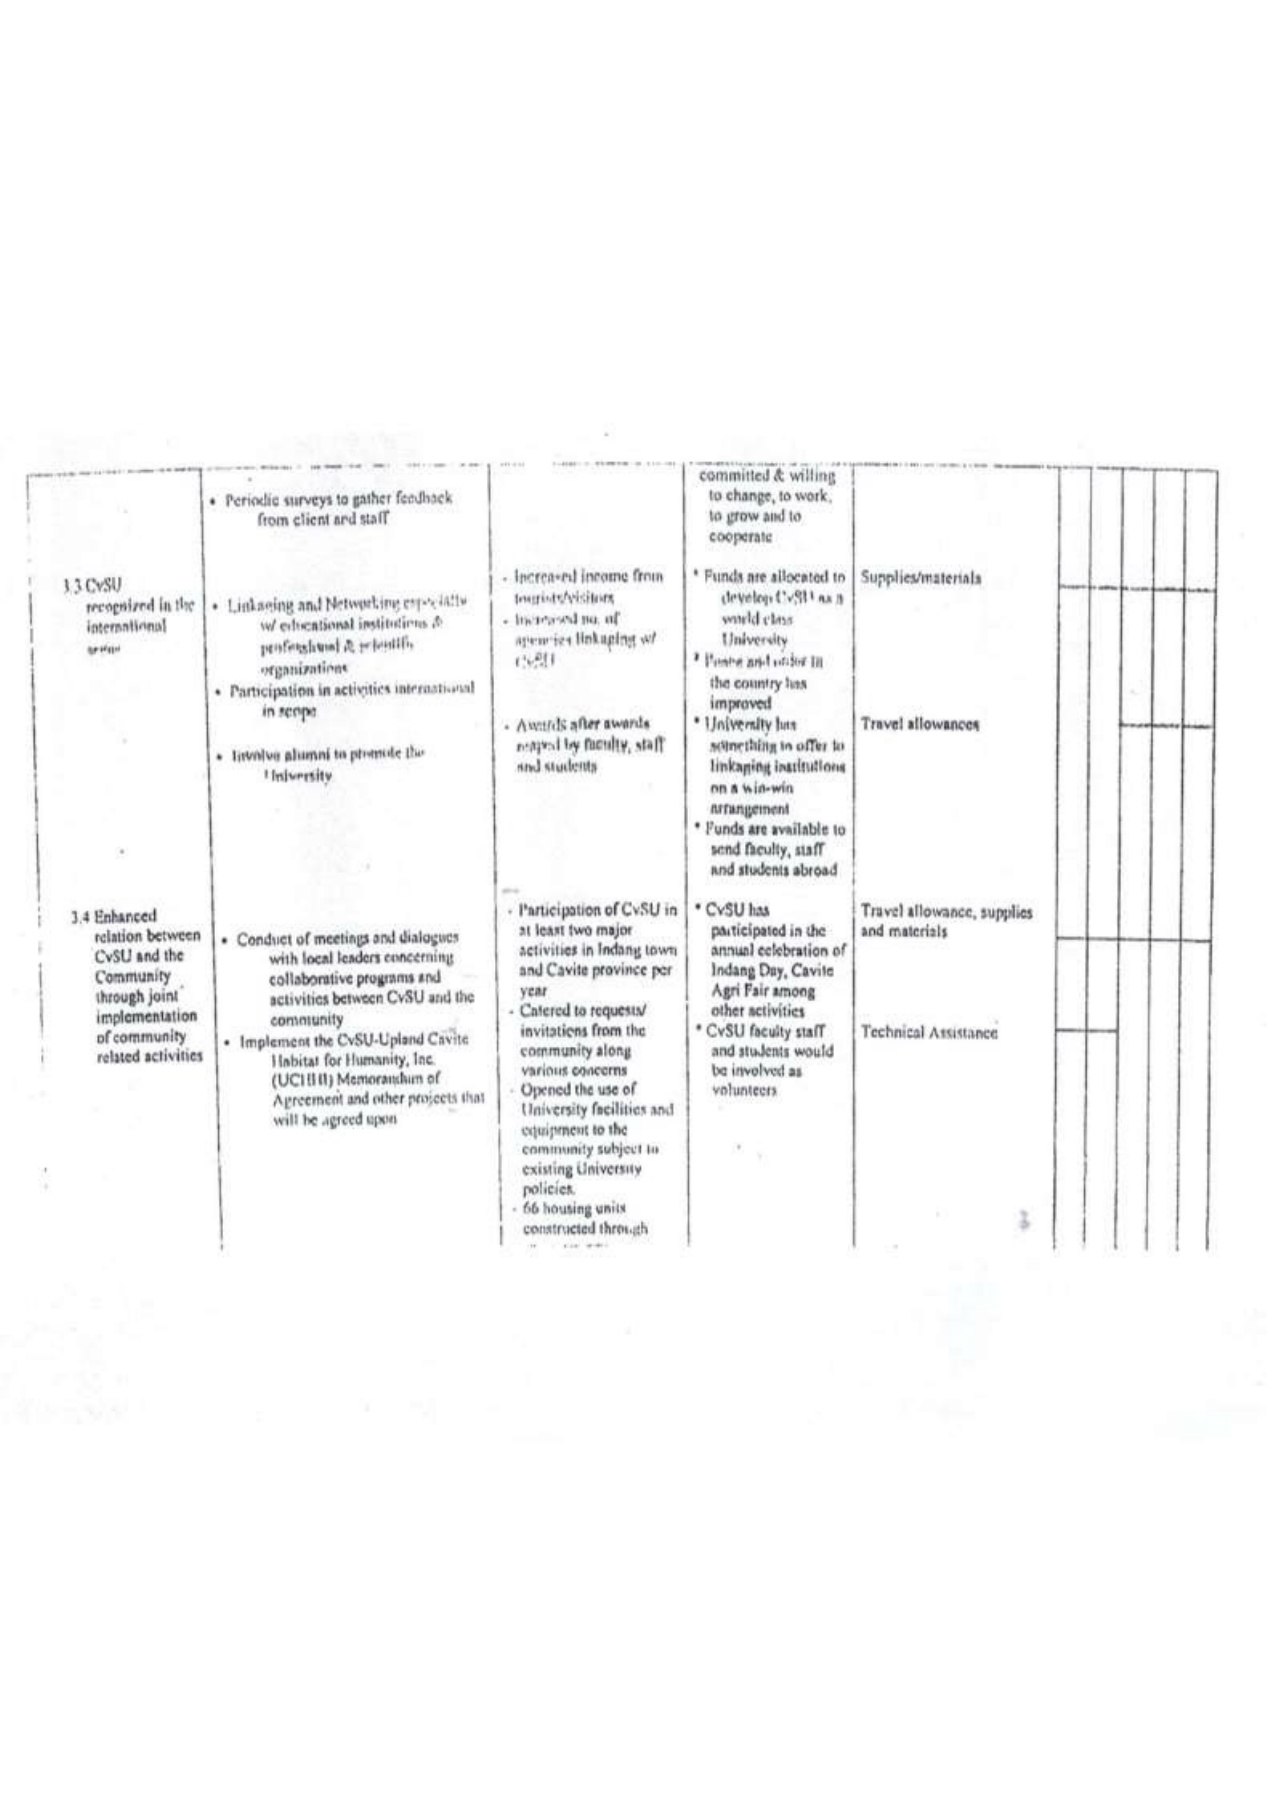 • Periodic surveys to gather feedback
from client and staff
committed & willing
to change, to work,
to grow and to
cooperate
3.3 CvSU
recognized in the
international
• Linkaging and Networking especially
w/ educational institutions &
professional & scientific
organizations
• Participation in activities international
in scope
• Involve alumni to promote the
University
- Increased income from
tourists/visitors
- Increased no. of
agencies linkaping w/
CvSU
- Awards after awards
reaped by faculty, staff
and students
* Funds are allocated to
develop CvSU as a
world class
University
* Peace and order in
the country has
improved
* University has
something to offer to
linkaping institutions
on a win-win
arrangement
* Funds are available to
send faculty, staff
and students abroad
Supplies/materials
Travel allowances
3.4 Enhanced
relation between
CvSU and the
Community
through joint
implementation
of community
related activities
• Conduct of meetings and dialogues
with local leaders concerning
collaborative programs and
activities between CvSU and the
community
• Implement the CvSU-Upland Cavite
Habitat for Humanity, Inc.
Memorandum of
Agreement and other projects that
will be agreed upon
- Participation of CvSU in
at least two major
activities in Indang town
and Cavite province per
year
- Catered to requests/
invitations from the
community along
various concerns
- Opened the use of
University facilities and
equipment to the
community subject to
existing University
policies.
- 66 housing units
constructed through
* CvSU has
participated in the
annual celebration of
Indang Day, Cavite
Agri Fair among
other activities
* CvSU faculty staff
and students would
be involved as
volunteers
Travel allowance, supplies
and materials
Technical Assistance